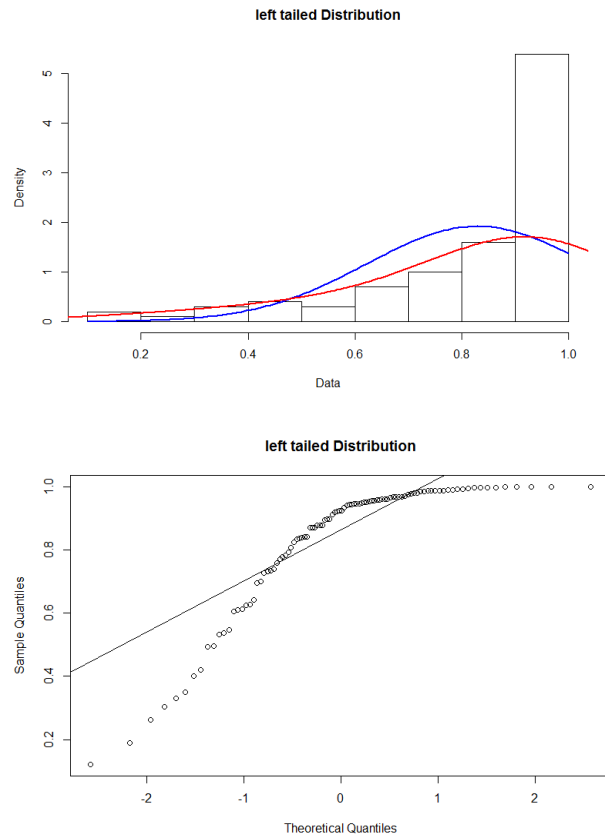 left tailed Distribution
5
4
3
2
1
0
Density
0.2 0.4 0.6 0.8 1.0
Data
left tailed Distribution
1.0
0.8
0.6
0.4
0.2
Sample Quantiles
-2 -1 0 1 2
Theoretical Quantiles